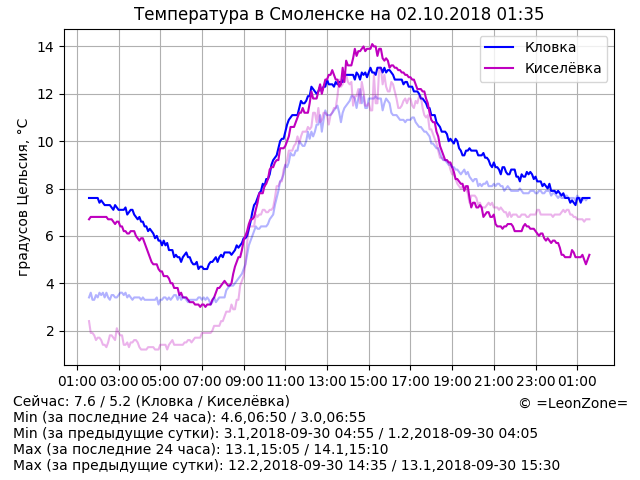 Температура в Смоленске на 02.10.2018 01:35
Кловка
Киселёвка
градусов Цельсия, °C
14
12
10
8
6
4
2
01:00 03:00 05:00 07:00 09:00 11:00 13:00 15:00 17:00 19:00 21:00 23:00 01:00
Сейчас: 7.6 / 5.2 (Кловка / Киселёвка)
© =LeonZone=
Min (за последние 24 часа): 4.6,06:50 / 3.0,06:55
Min (за предыдущие сутки): 3.1,2018-09-30 04:55 / 1.2,2018-09-30 04:05
Max (за последние 24 часа): 13.1,15:05 / 14.1,15:10
Max (за предыдущие сутки): 12.2,2018-09-30 14:35 / 13.1,2018-09-30 15:30